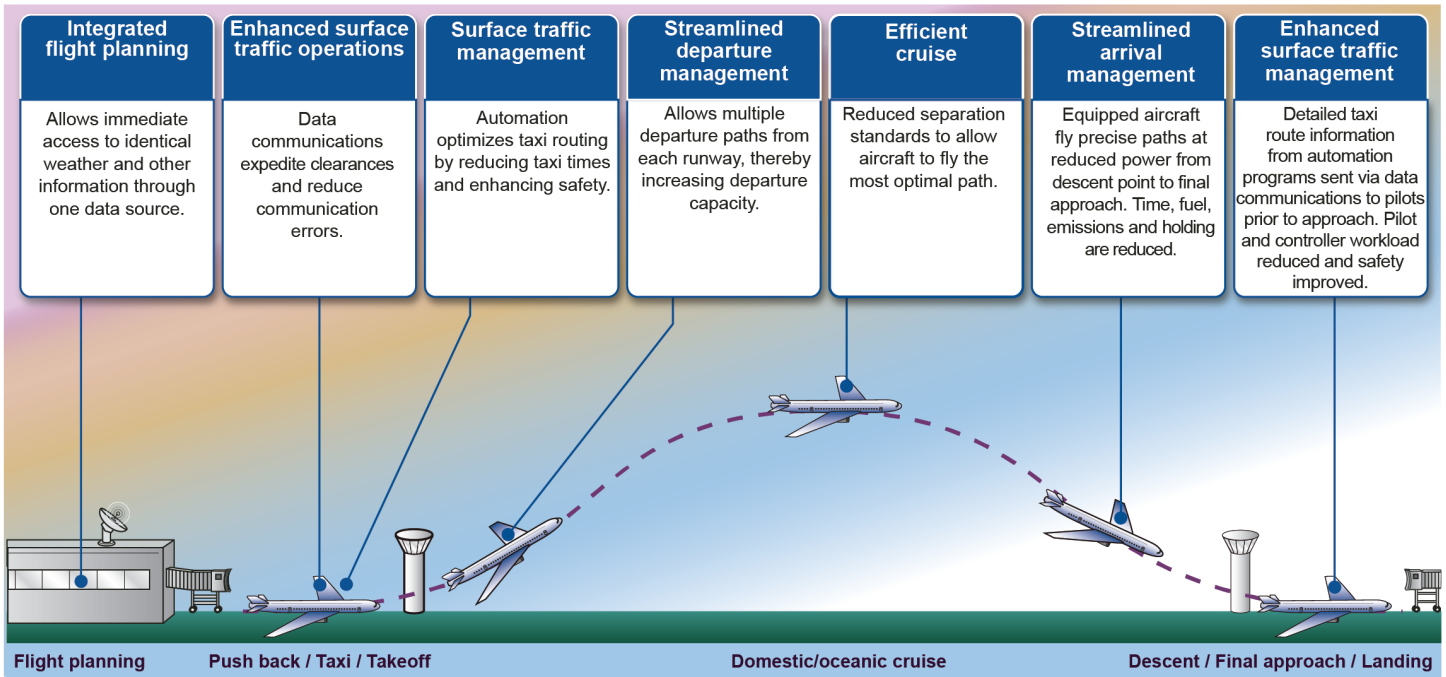 Integrated
flight planning
Allows immediate
access to identical
weather and other
information through
one data source.
Enhanced surface
traffic operations
Data
communications
expedite clearances
and reduce
communication
errors.
Surface traffic
management
Automation
optimizes taxi routing
by reducing taxi times
and enhancing safety.
Streamlined
departure
management
Allows multiple
departure paths from
each runway, thereby
increasing departure
capacity.
Efficient
cruise
Reduced separation
standards to allow
aircraft to fly the
most optimal path.
Streamlined
arrival
management
Equipped aircraft
fly precise paths at
reduced power from
descent point to final
approach. Time, fuel,
emissions and holding
are reduced.
Enhanced
surface traffic
management
Detailed taxi
route information
from automation
programs sent via data
communications to pilots
prior to approach. Pilot
and controller workload
reduced and safety
improved.
Flight planning
Push back / Taxi / Takeoff
Domestic/oceanic cruise
Descent / Final approach / Landing